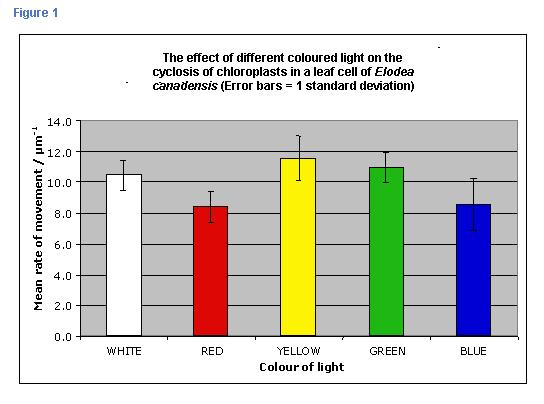 Figure 1
The effect of different coloured light on the
cyclosis of chloroplasts in a leaf cell of Elodea
canadensis (Error bars = 1 standard deviation)
Mean rate of movement / µm⁻¹
14.0
12.0
10.0
8.0
6.0
4.0
2.0
0.0
WHITE RED YELLOW GREEN BLUE
Colour of light